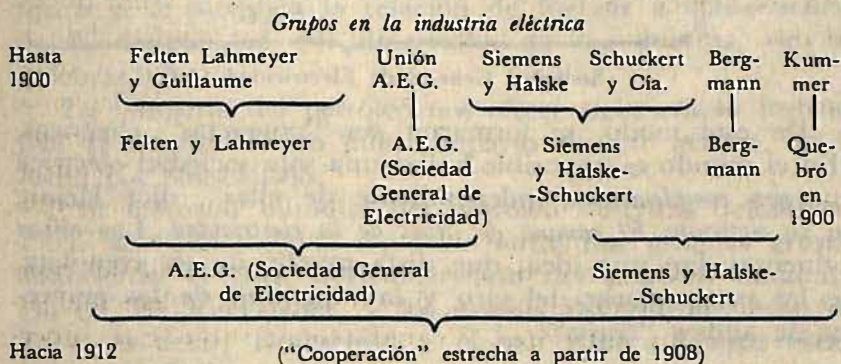 Grupos en la industria eléctrica
Hasta Felten Lahmeyer Unión Siemens Schuckert Berg- Kum-
1900 y Guillaume A.E.G. y Halske y Cía. mann mer
Felten y Lahmeyer A.E.G. Siemens Berg- Que-
(Sociedad y Halske- mann bró
General de -Schuckert en
Electricidad) 1900
A.E.G. (Sociedad General Siemens y Halske-
de Electricidad) -Schuckert
Hacia 1912 ("Cooperación" estrecha a partir de 1908)